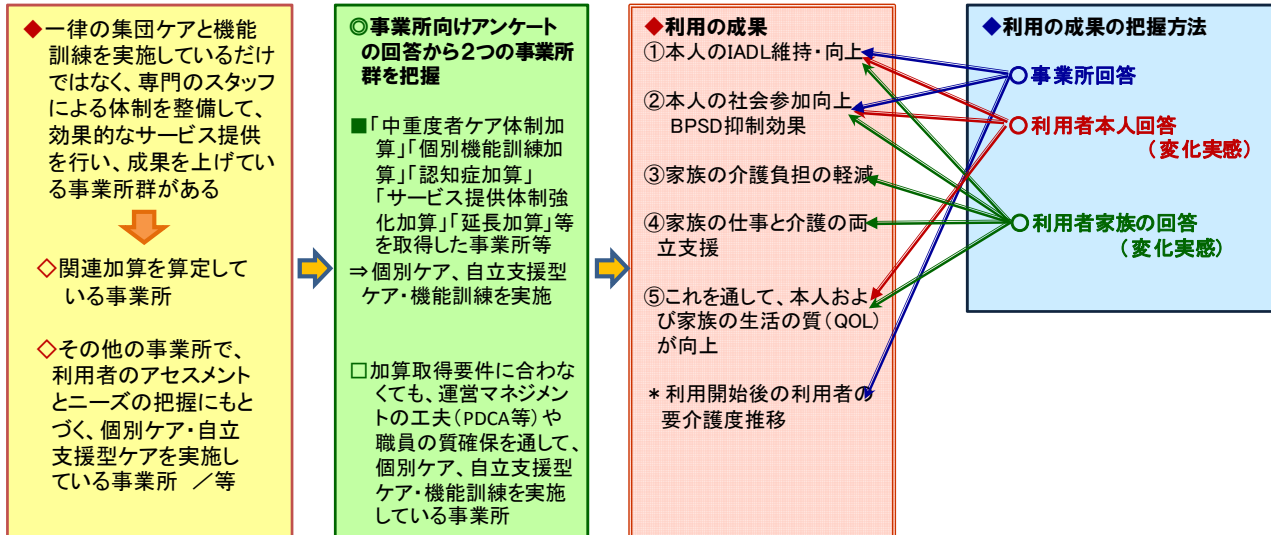 ◆一律の集団ケアと機能
訓練を実施しているだけ
ではなく、専門のスタッフ
による体制を整備して、
効果的なサービス提供
を行い、成果を上げてい
る事業所群がある
◇関連加算を算定して
いる事業所
◇その他の事業所で、
利用者のアセスメント
とニーズの把握にもと
づく、個別ケア・自立
支援型ケアを実施し
ている事業所 ／等
◎事業所向けアンケート
の回答から２つの事業所
群を把握
■「中重度者ケア体制加
算」「個別機能訓練加
算」「認知症加算」
「サービス提供体制強
化加算」「延長加算」等
を取得した事業所等
⇒個別ケア、自立支援型
ケア・機能訓練を実施
□加算取得要件に合わな
くても、運営マネジメン
トの工夫（PDCA等）や
職員の質確保を通して、
個別ケア、自立支援型
ケア・機能訓練を実施
している事業所
◆利用の成果
①本人のIADL維持・向上
②本人の社会参加向上
BPSD抑制効果
③家族の介護負担の軽減
④家族の仕事と介護の両
立支援
⑤これを通して、本人およ
び家族の生活の質（QOL）
が向上
＊利用開始後の利用者の
要介護度推移
◆利用の成果の把握方法
○事業所回答
○利用者本人回答
（変化実感）
○利用者家族の回答
（変化実感）